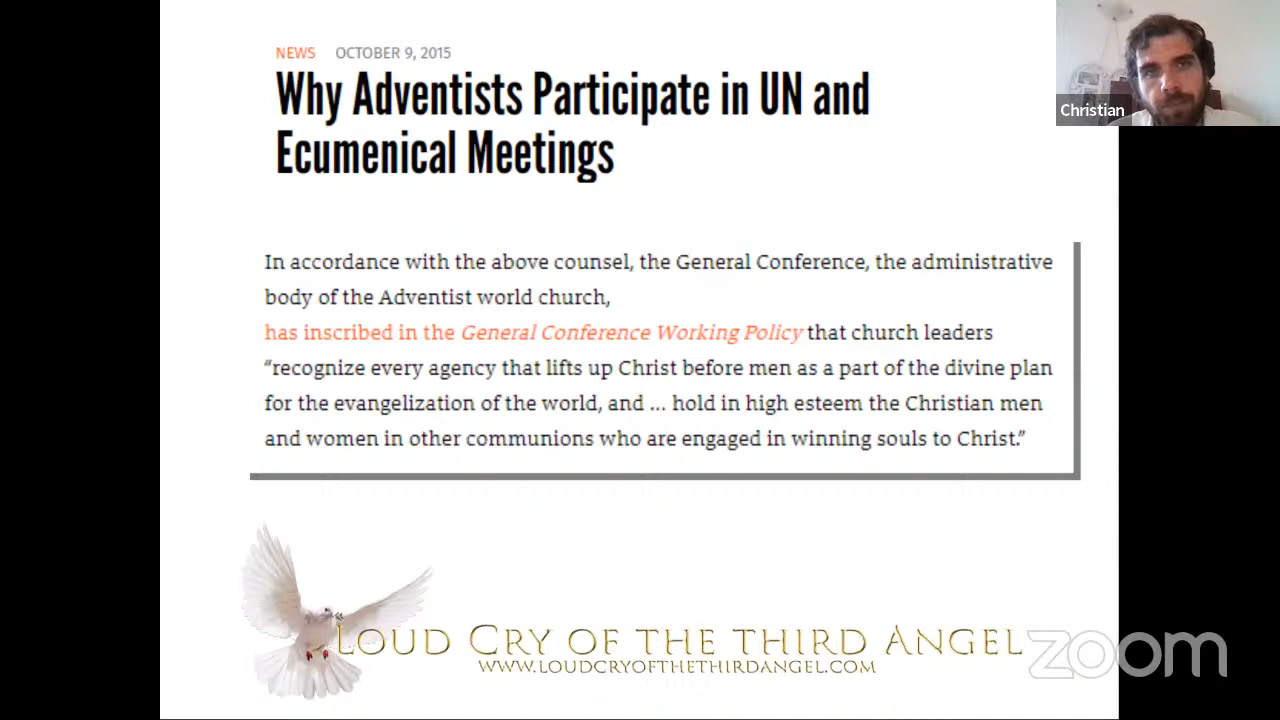 NEWS OCTOBER 9, 2015
Why Adventists Participate in UN and
Ecumenical Meetings
Christian
In accordance with the above counsel, the General Conference, the administrative
body of the Adventist world church,
has inscribed in the General Conference Working Policy that church leaders
“recognize every agency that lifts up Christ before men as a part of the divine plan
for the evangelization of the world, and ... hold in high esteem the Christian men
and women in other communions who are engaged in winning souls to Christ.”
LOUD CRY OF THE THIRD ANGEL
WWW.LOUDCRYOFTHETHIRDANGEL.COM
zoom